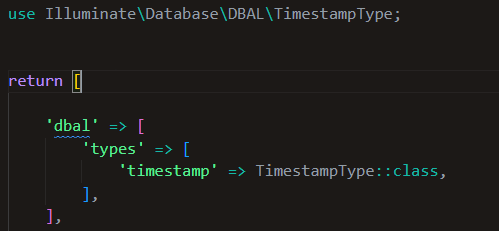 use Illuminate\Database\DBAL\TimestampType;
return [
'dbal' => [
'types' => [
'timestamp' => TimestampType::class,
],
],